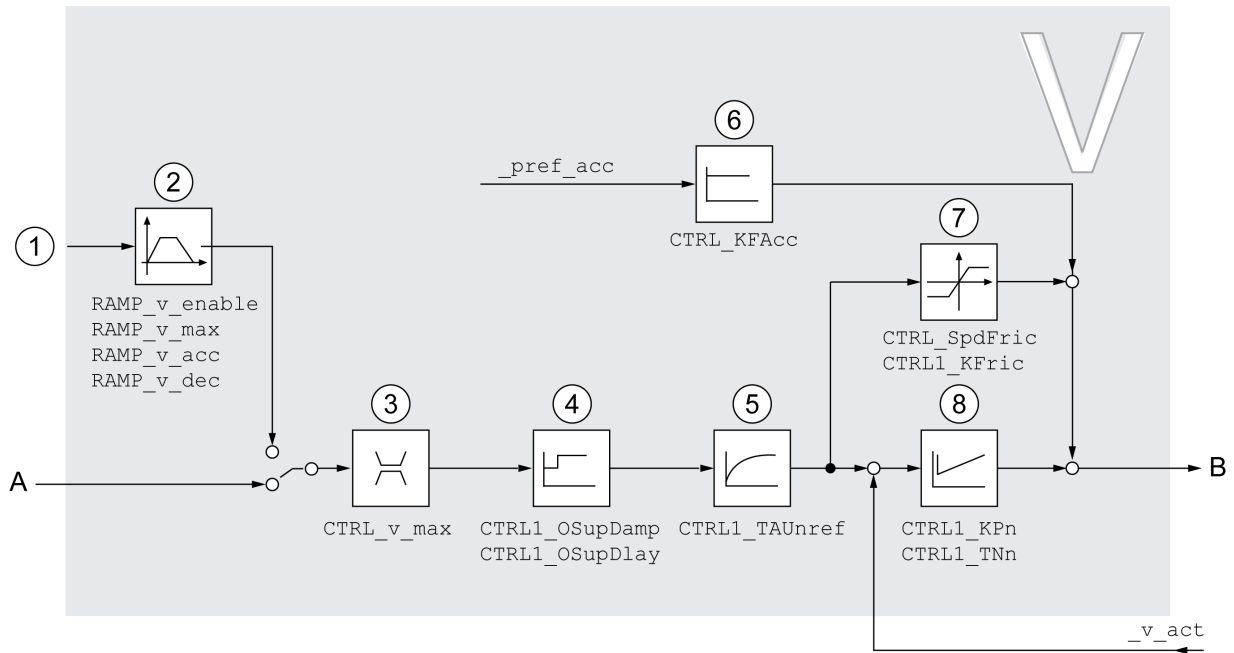 V
6
_pref_acc
CTRL_KFAcc
2
1
RAMP_v_enable
RAMP_v_max
RAMP_v_acc
RAMP_v_dec
7
CTRL_SpdFric
CTRL1_KFric
3
4
5
8
A
B
CTRL_v_max
CTRL1_OSupDamp
CTRL1_OSupDlay
CTRL1_TAUnref
CTRL1_KPn
CTRL1_TNn
_v_act